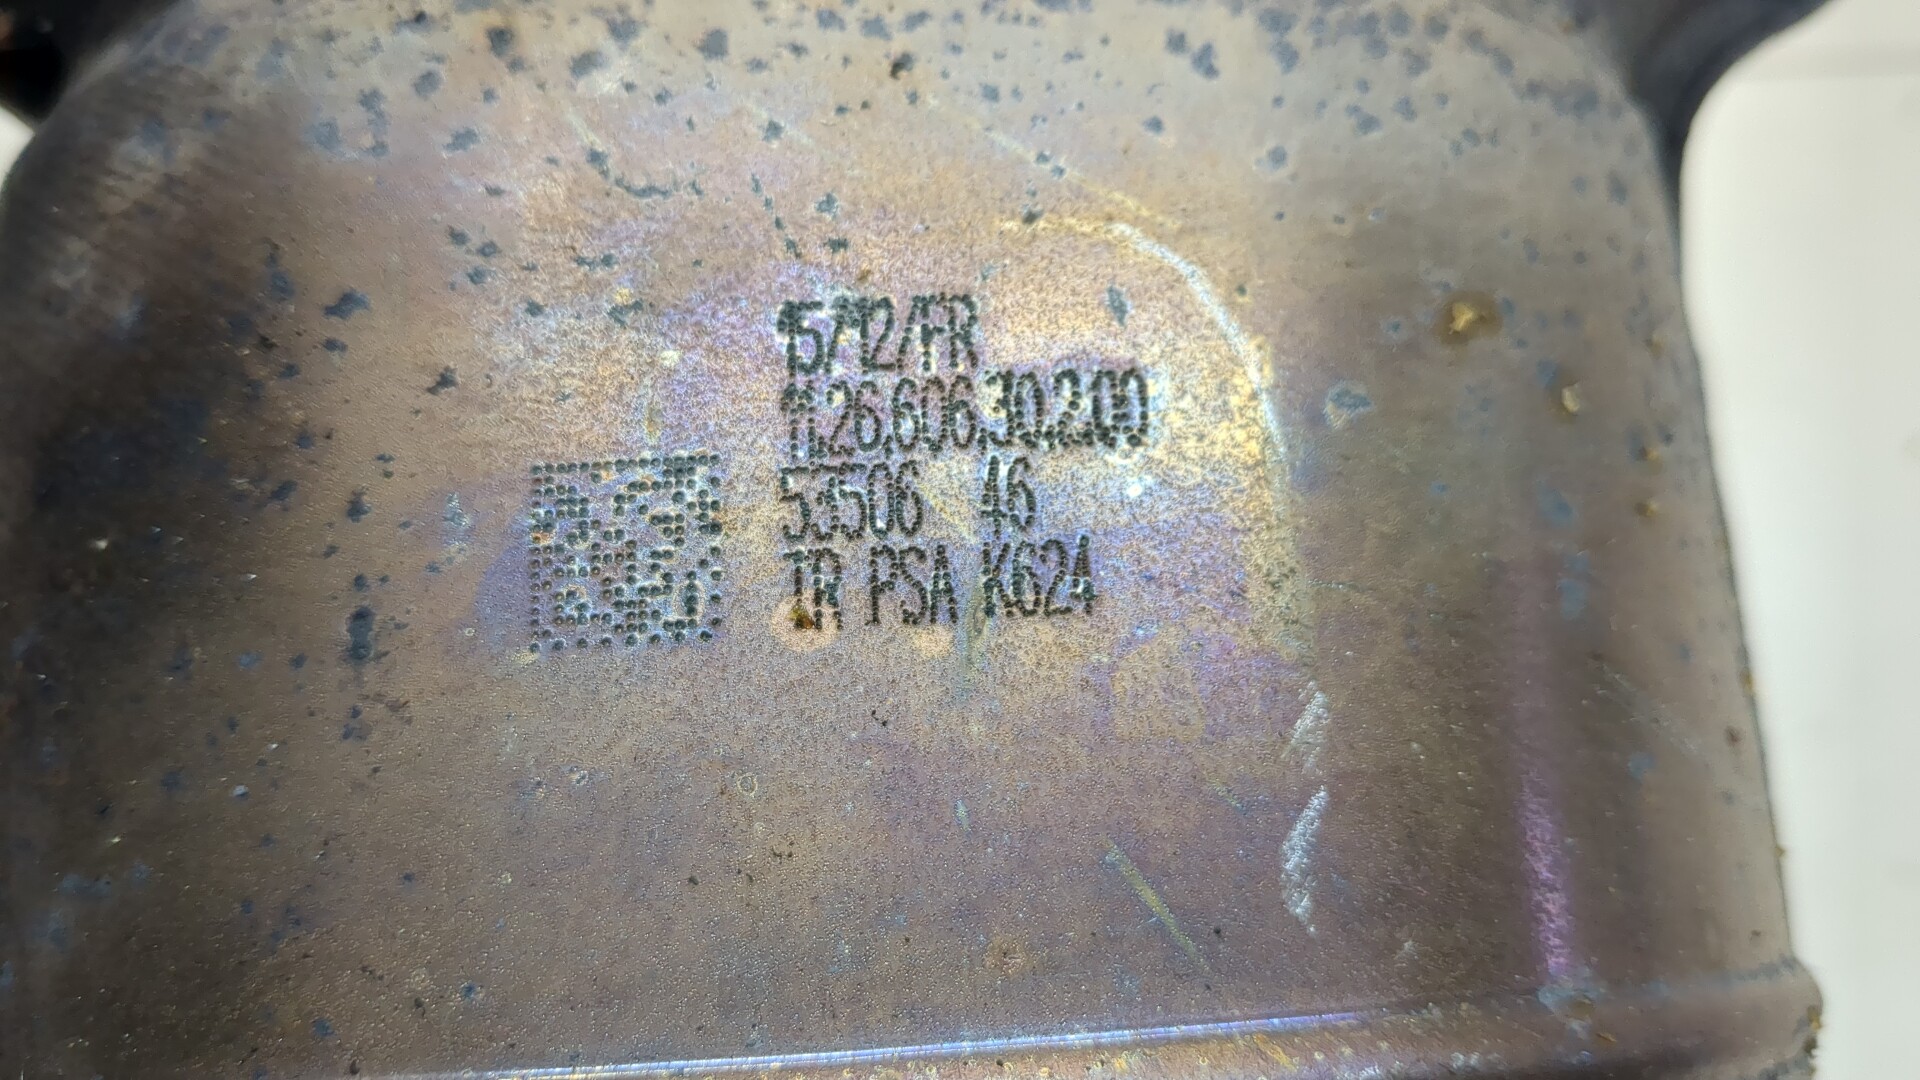 15/12/FR
11.26.606.30.2.00
53506 46
TR PSA K624